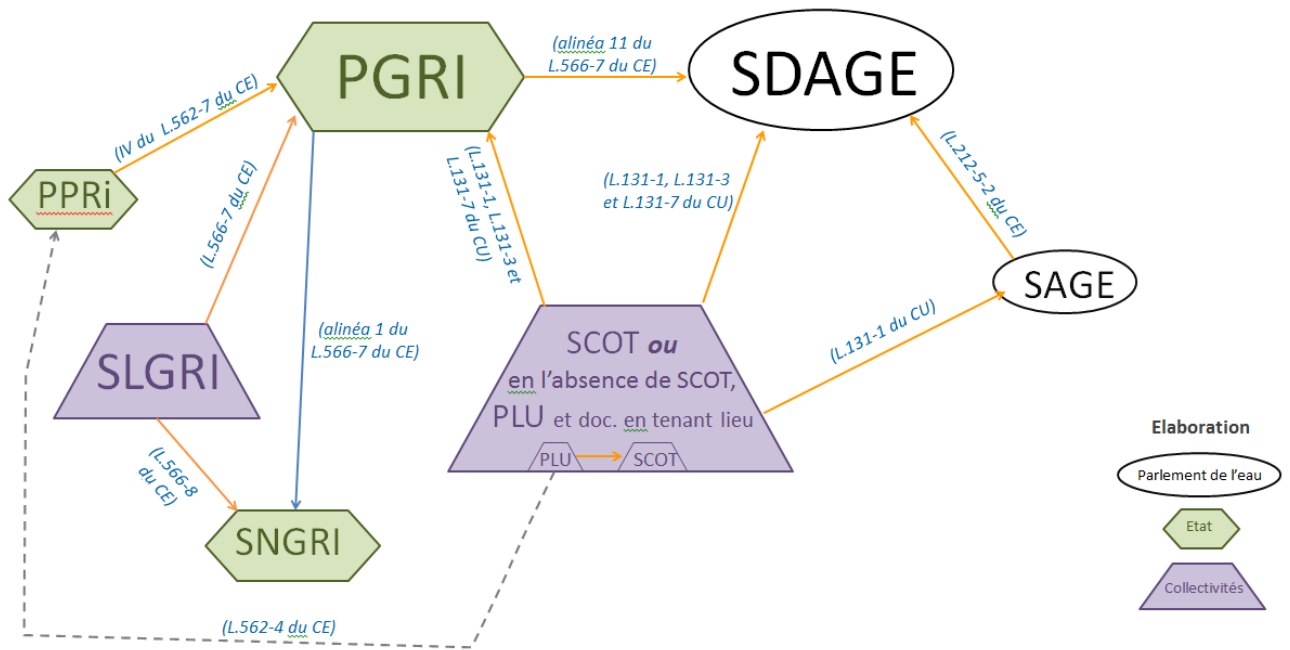 PGRI
(alinéa 11 du
L.566-7 du CE)
SDAGE
(IV du L.562-7 du CE)
PPRi
(L.566-7 du CE)
(L.131-1, L.131-3 et
L.131-7 du CU)
(L.131-1, L.131-3
et L.131-7 du CU)
(L.212-5-2 du CE)
SAGE
(alinéa 1 du
L.566-7 du CE)
(L.131-1 du CU)
SLGRI
SCOT ou
en l'absence de SCOT,
PLU et doc. en tenant lieu
PLU
SCOT
(L.566-8
du CE)
SNGRI
(L.562-4 du CE)
Elaboration
Parlement de l'eau
Etat
Collectivités